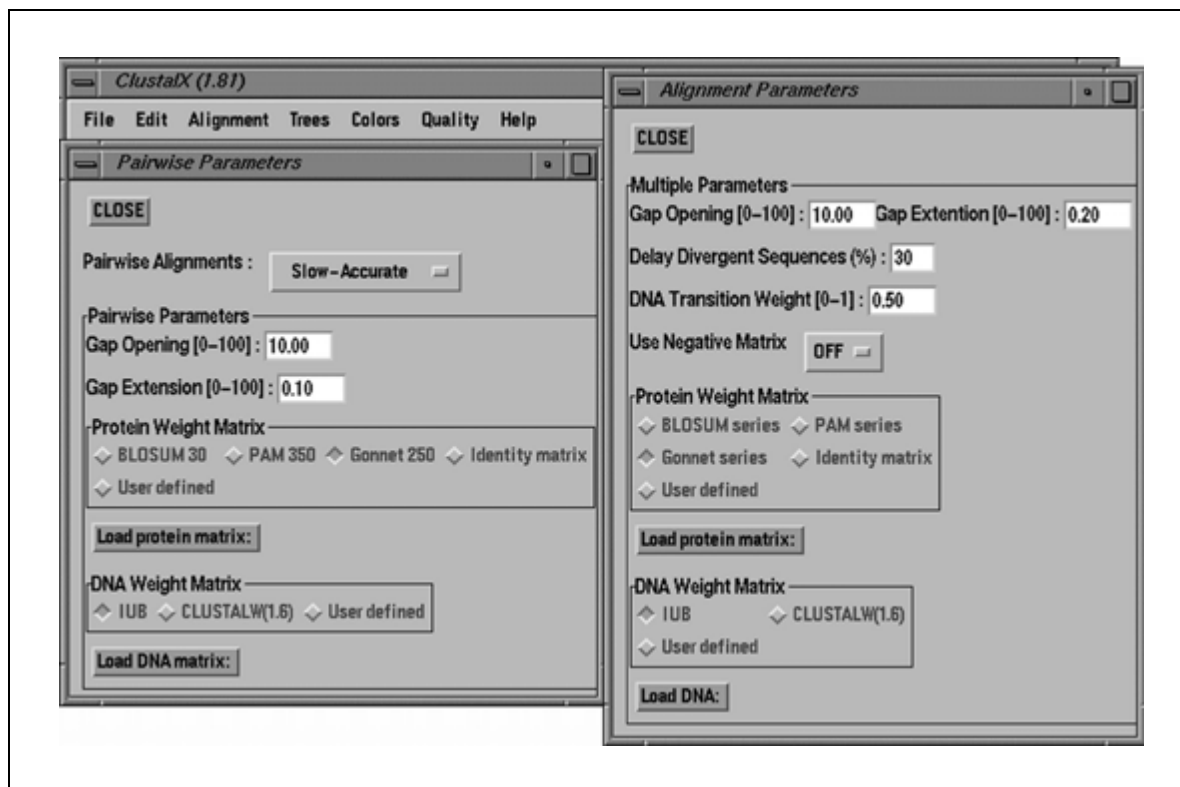 ClustalX (1.81)
File Edit Alignment Trees Colors Quality Help
Pairwise Parameters
CLOSE
Pairwise Alignments : Slow-Accurate
Pairwise Parameters
Gap Opening [0-100] : 10.00
Gap Extension [0-100] : 0.10
Protein Weight Matrix
BLOSUM 30 PAM 350 Gonnet 250 Identity matrix
User defined
Load protein matrix:
DNA Weight Matrix
IUB CLUSTALW(1.6) User defined
Load DNA matrix:
Alignment Parameters
CLOSE
Multiple Parameters
Gap Opening [0-100] : 10.00 Gap Extention [0-100] : 0.20
Delay Divergent Sequences (%) : 30
DNA Transition Weight [0-1] : 0.50
Use Negative Matrix OFF
Protein Weight Matrix
BLOSUM series PAM series
Gonnet series Identity matrix
User defined
Load protein matrix:
DNA Weight Matrix
IUB CLUSTALW(1.6)
User defined
Load DNA: